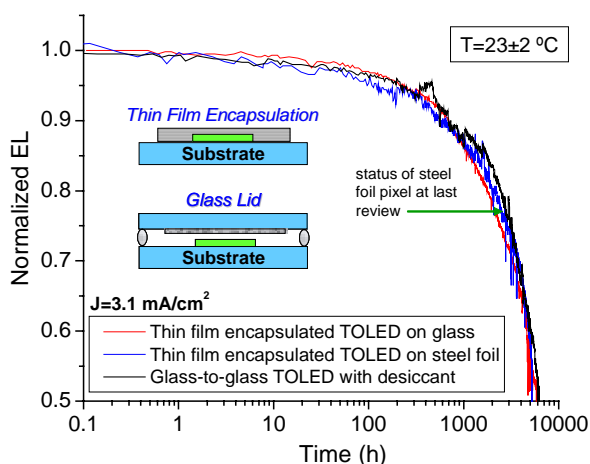 T=23±2 ºC
1.0
0.9
0.8
0.7
0.6
0.5
Normalized EL
Thin Film Encapsulation
Substrate
Glass Lid
Substrate
status of steel
foil pixel at last
review
J=3.1 mA/cm²
Thin film encapsulated TOLED on glass
Thin film encapsulated TOLED on steel foil
Glass-to-glass TOLED with desiccant
0.1
1
10
100
1000
10000
Time (h)